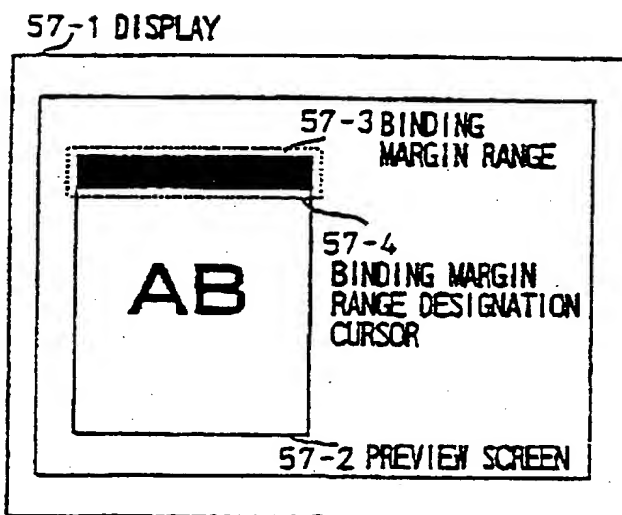 57-1 DISPLAY
57-3 BINDING
MARGIN RANGE
57-4
BINDING MARGIN
RANGE DESIGNATION
CURSOR
AB
57-2 PREVIEW SCREEN